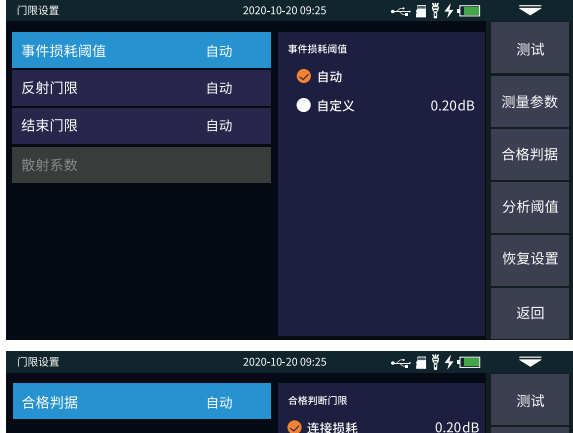 门限设置 2020-10-20 09:25
事件损耗阈值 自动
反射门限 自动
结束门限 自动
散射系数
事件损耗阈值
自动
自定义 0.20dB
测试
测量参数
合格判据
分析阈值
恢复设置
返回
门限设置 2020-10-20 09:25
合格判据 自动
合格判断门限
连接损耗 0.20dB
测试